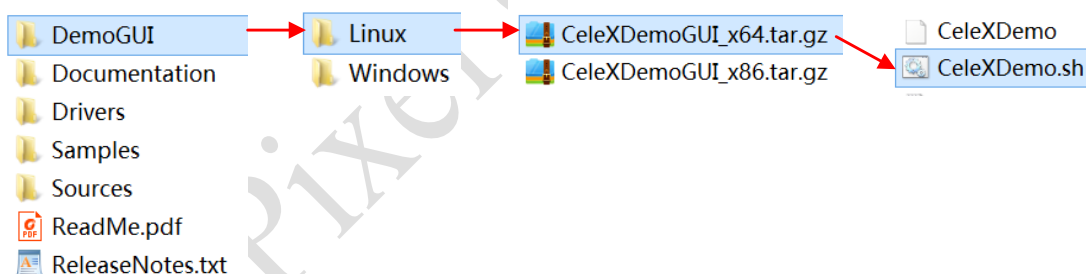 DemoGUI
Documentation
Drivers
Samples
Sources
ReadMe.pdf
ReleaseNotes.txt
Linux
Windows
CeleXDemoGUI_x64.tar.gz
CeleXDemoGUI_x86.tar.gz
CeleXDemo
CeleXDemo.sh
Pixel